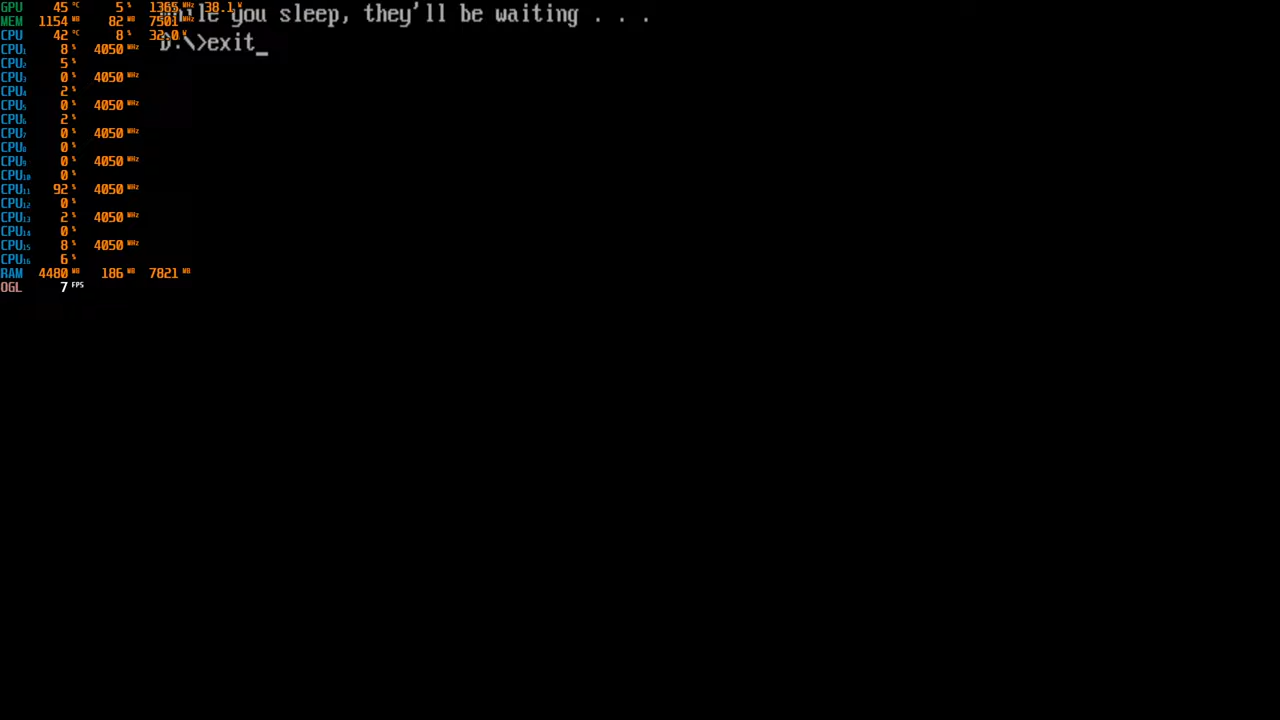 GPU 45 °C 5 % 1365 MHz 38.1 W
While you sleep, they'll be waiting . . .
MEM 1154 MB 82 MB 7501 MHz
CPU 42 °C 8 % 32.0 W
D:\>exit_
CPU1 8 % 4050 MHz
CPU2 5 %
CPU3 0 % 4050 MHz
CPU4 2 %
CPU5 0 % 4050 MHz
CPU6 2 %
CPU7 0 % 4050 MHz
CPU8 0 %
CPU9 0 % 4050 MHz
CPU10 0 %
CPU11 92 % 4050 MHz
CPU12 0 %
CPU13 2 % 4050 MHz
CPU14 0 %
CPU15 8 % 4050 MHz
CPU16 6 %
RAM 4480 MB 186 MB 7821 MB
OGL 7 FPS